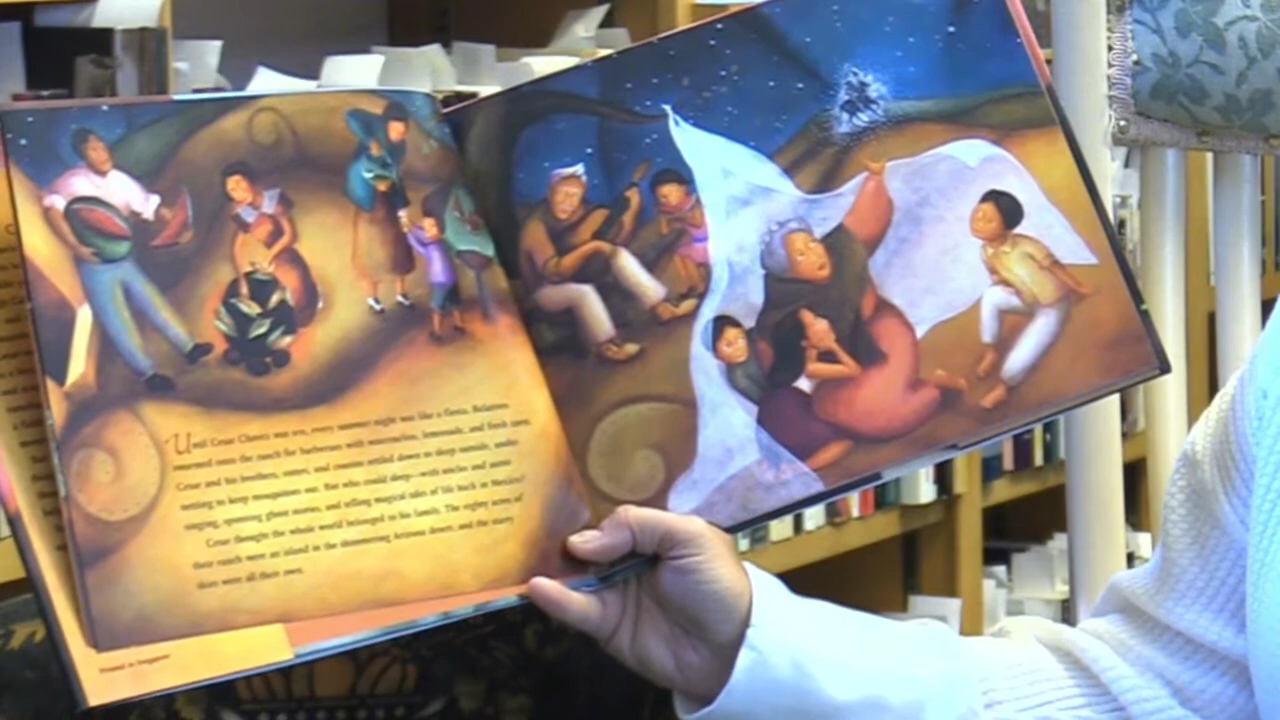 Until Cesar Chavez was ten, every summer night was like a fiesta. Relatives
swarmed onto the ranch for barbecues with watermelon, lemonade, and fresh corn.
Cesar and his brothers, sisters, and cousins settled down to sleep outside, under
netting to keep mosquitoes out. But who could sleep—with uncles and aunts
singing, spinning ghost stories, and telling magical tales of life back in Mexico?
Cesar thought the whole world belonged to his family. The eighty acres of
their ranch were an island in the shimmering Arizona desert, and the starry
skies were all their own.
Printed in Singapore